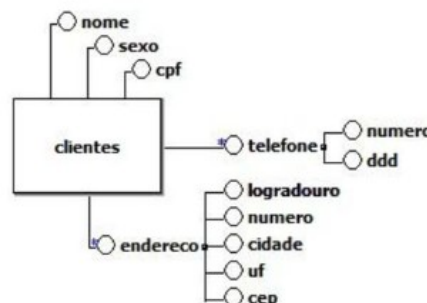 nome
sexo
cpf
clientes
* telefone
numero
ddd
* endereco
logradouro
numero
cidade
uf
cep